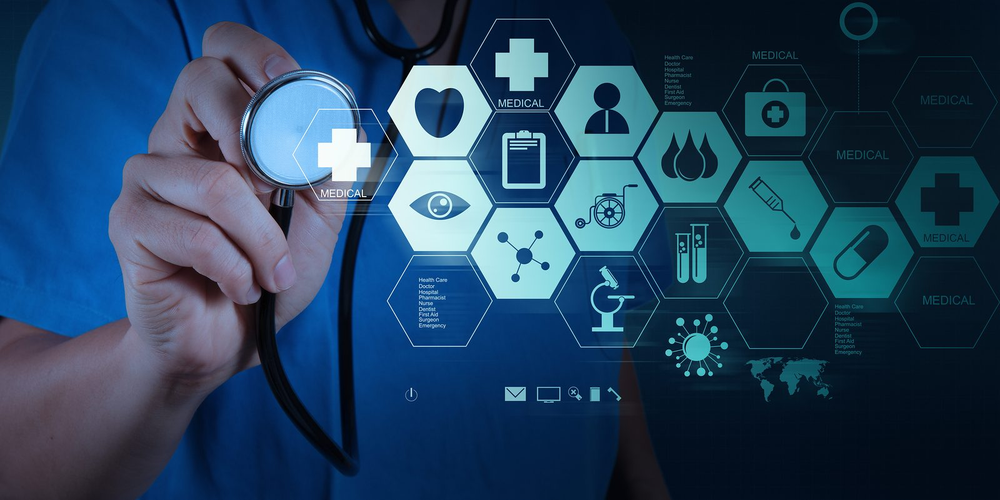 MEDICAL
MEDICAL
Health Care
Doctor
Hospital
Pharmacist
Nurse
Dentist
First Aid
Surgeon
Emergency
Health Care
Doctor
Hospital
Pharmacist
Nurse
Dentist
First Aid
Surgeon
Emergency
MEDICAL
MEDICAL
MEDICAL
MEDICAL
MEDICAL
Health Care
Doctor
Hospital
Pharmacist
Nurse
Dentist
First Aid
Surgeon
Emergency